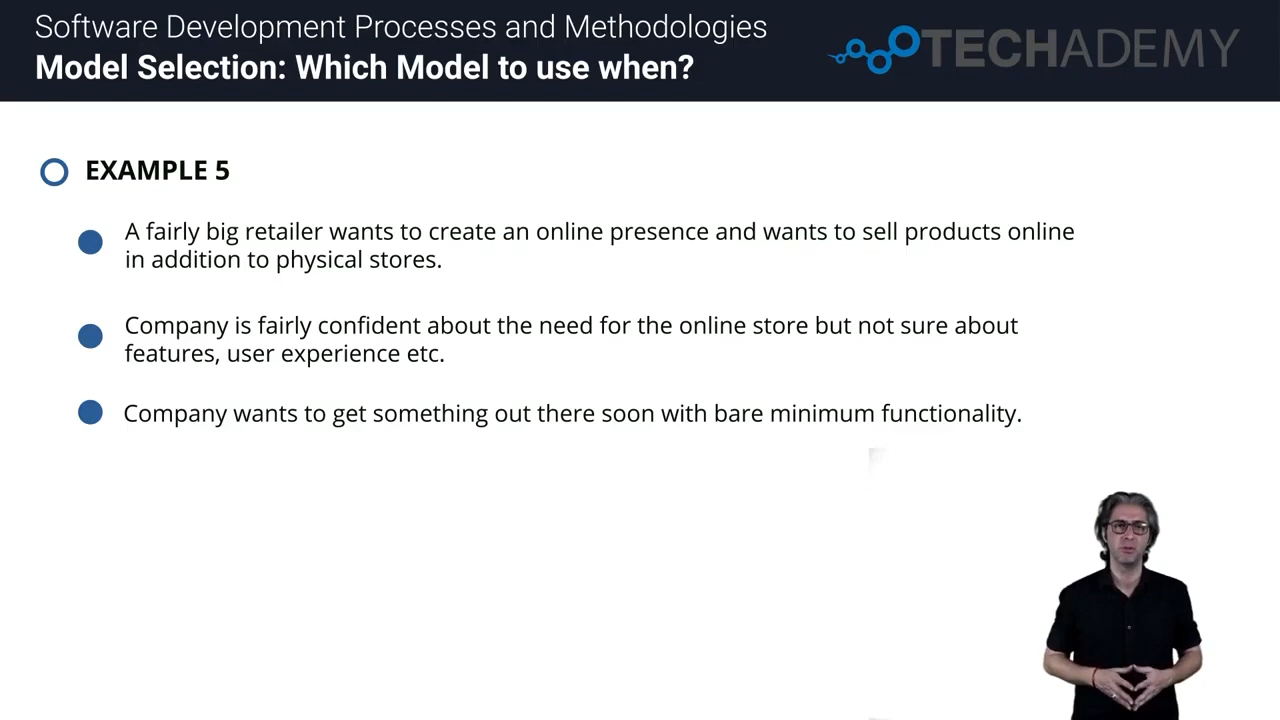 Software Development Processes and Methodologies
Model Selection: Which Model to use when?
TECHADEMY
EXAMPLE 5
A fairly big retailer wants to create an online presence and wants to sell products online
in addition to physical stores.
Company is fairly confident about the need for the online store but not sure about
features, user experience etc.
Company wants to get something out there soon with bare minimum functionality.